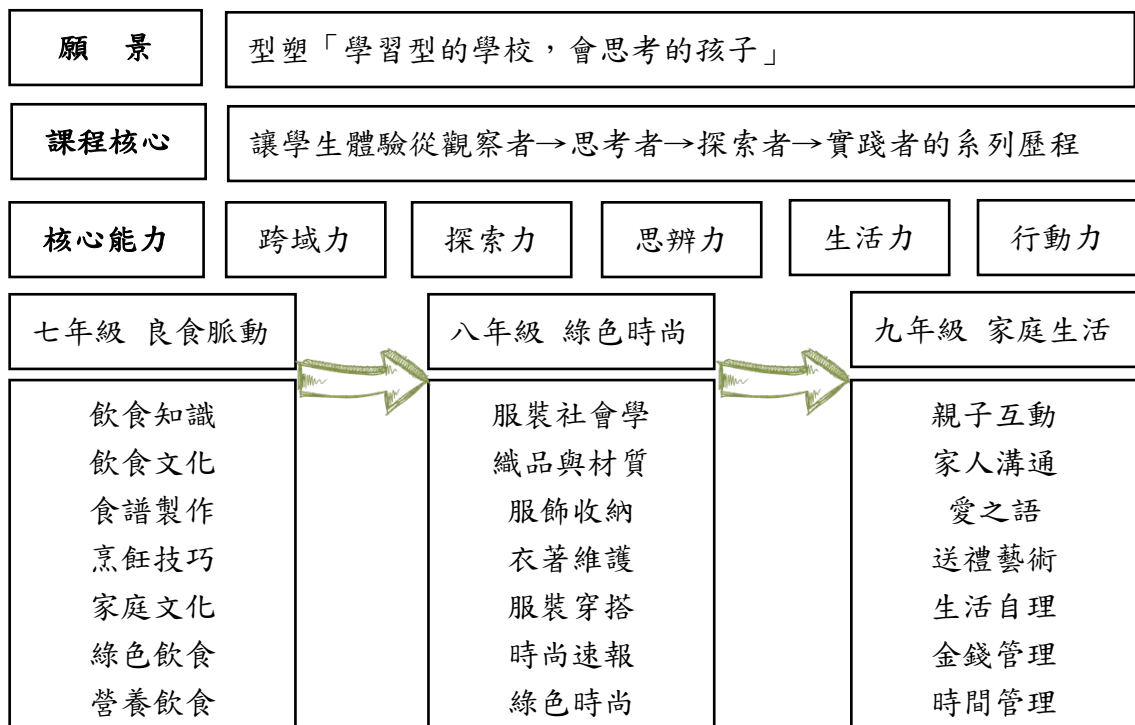 願　景
型塑「學習型的學校，會思考的孩子」
課程核心
讓學生體驗從觀察者→思考者→探索者→實踐者的系列歷程
核心能力
跨域力
探索力
思辨力
生活力
行動力
七年級 良食脈動
飲食知識
飲食文化
食譜製作
烹飪技巧
家庭文化
綠色飲食
營養飲食
八年級 綠色時尚
服裝社會學
織品與材質
服飾收納
衣著維護
服裝穿搭
時尚速報
綠色時尚
九年級 家庭生活
親子互動
家人溝通
愛之語
送禮藝術
生活自理
金錢管理
時間管理